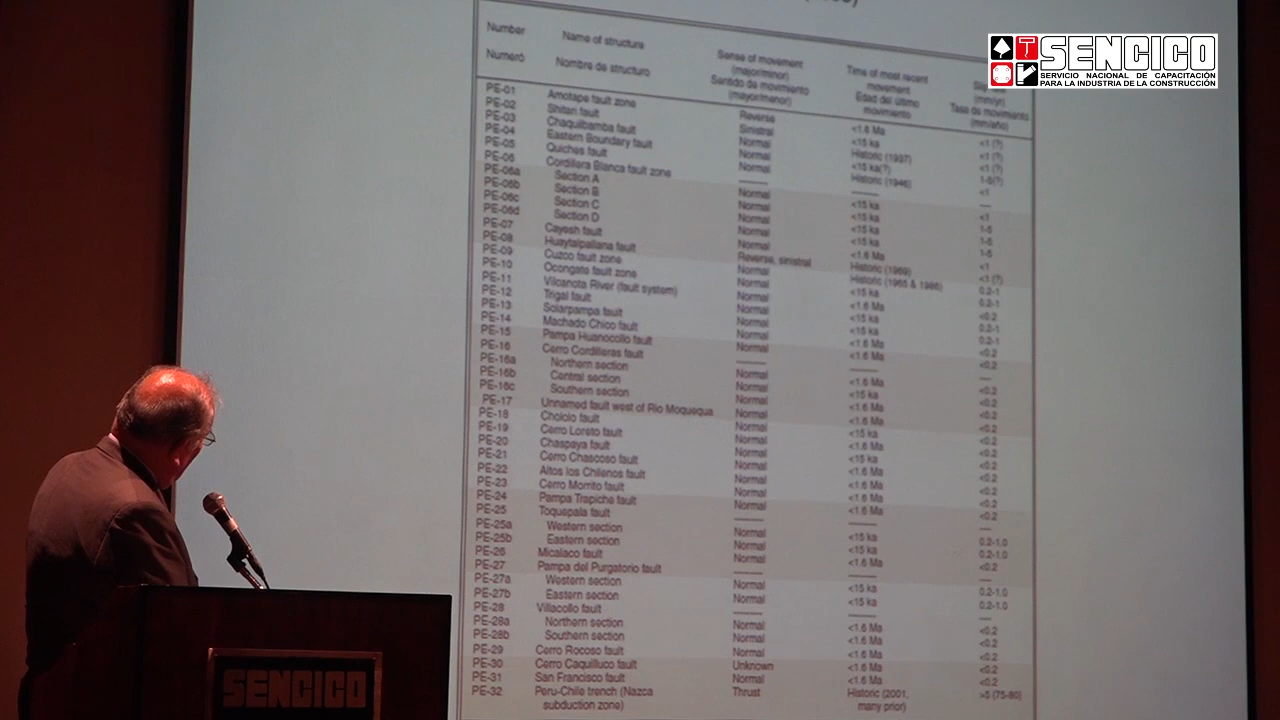 SENCICO
SERVICIO NACIONAL DE CAPACITACIÓN
PARA LA INDUSTRIA DE LA CONSTRUCCIÓN
Number Name of structure Sense of movement (major/minor) Time of most recent movement (mm/yr)
Numeró Nombre de structuro Sentido de movimiento (mayor/menor) Edad del último movimiento Tasa de movimiento (mm/año)
PE-01 Amotape fault zone Reverse <1.6 Ma <1 (?)
PE-02 Shitari fault Sinistral <15 ka <1 (?)
PE-03 Chaquilbamba fault Normal Historic (1937) <1 (?)
PE-04 Eastern Boundary fault Normal <15 ka(?) 1-5(?)
PE-05 Quiches fault Normal Historic (1946) <1
PE-06 Cordillera Blanca fault zone —— —— —
PE-06a Section A Normal <15 ka <1
PE-06b Section B Normal <15 ka 1-5
PE-06c Section C Normal <15 ka 1-5
PE-06d Section D Normal <15 ka 1-5
PE-07 Cayesh fault Normal <1.6 Ma <1
PE-08 Huaytapallana fault Reverse, sinistral Historic (1969) <1 (?)
PE-09 Cuzco fault zone Normal Historic (1965 & 1986) 0.2-1
PE-10 Ocongate fault zone Normal <15 ka 0.2-1
PE-11 Vilcanota River (fault system) Normal <1.6 Ma <0.2
PE-12 Trigal fault Normal <15 ka 0.2-1
PE-13 Solarpampa fault Normal <15 ka 0.2-1
PE-14 Machado Chico fault Normal <1.6 Ma <0.2
PE-15 Pampa Huanocollo fault Normal <1.6 Ma <0.2
PE-16 Cerro Cordilleras fault —— —— —
PE-16a Northern section Normal <1.6 Ma <0.2
PE-16b Central section Normal <15 ka <0.2
PE-16c Southern section Normal <1.6 Ma <0.2
PE-17 Unnamed fault west of Rio Moquequa Normal <1.6 Ma <0.2
PE-18 Chololo fault Normal <15 ka <0.2
PE-19 Cerro Loreto fault Normal <1.6 Ma <0.2
PE-20 Chaspaya fault Normal <15 ka <0.2
PE-21 Cerro Chascoso fault Normal <1.6 Ma <0.2
PE-22 Altos los Chilenos fault Normal <1.6 Ma <0.2
PE-23 Cerro Morrito fault Normal <1.6 Ma <0.2
PE-24 Pampa Trapiche fault Normal <1.6 Ma <0.2
PE-25 Toquepala fault —— —— —
PE-25a Western section Normal <15 ka 0.2-1.0
PE-25b Eastern section Normal <15 ka 0.2-1.0
PE-26 Micalaco fault Normal <1.6 Ma <0.2
PE-27 Pampa del Purgatorio fault —— —— —
PE-27a Western section Normal <15 ka 0.2-1.0
PE-27b Eastern section Normal <15 ka 0.2-1.0
PE-28 Villacollo fault —— —— —
PE-28a Northern section Normal <1.6 Ma <0.2
PE-28b Southern section Normal <1.6 Ma <0.2
PE-29 Cerro Rocoso fault Normal <1.6 Ma <0.2
PE-30 Cerro Caquilluco fault Unknown <1.6 Ma <0.2
PE-31 San Francisco fault Normal <1.6 Ma <0.2
PE-32 Peru-Chile trench (Nazca Thrust Historic (2001, >5 (75-80)
subduction zone) many prior)
SENCICO